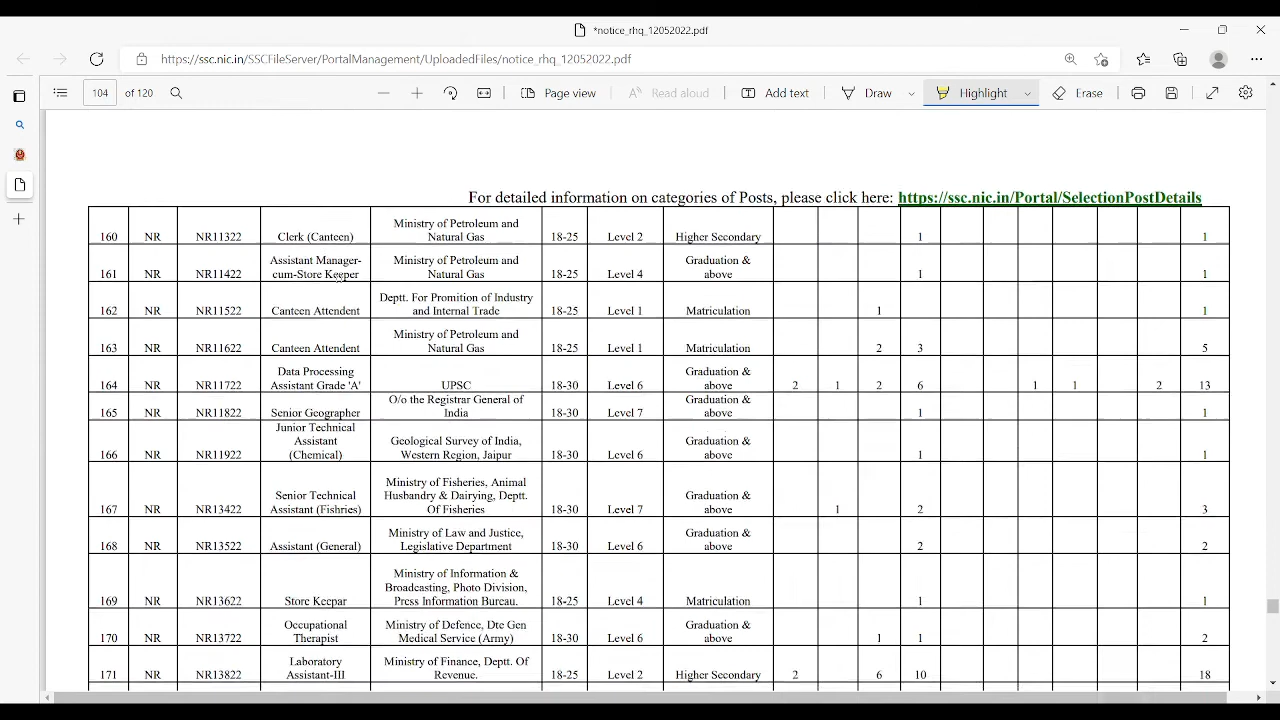 *notice_rhq_12052022.pdf
https://ssc.nic.in/SSCFileServer/PortalManagement/UploadedFiles/notice_rhq_12052022.pdf
104 of 120 Page view Read aloud Add text Draw Highlight Erase
For detailed information on categories of Posts, please click here: https://ssc.nic.in/Portal/SelectionPostDetails
160 NR NR11322 Clerk (Canteen) Ministry of Petroleum and Natural Gas 18-25 Level 2 Higher Secondary 1 1
161 NR NR11422 Assistant Manager-cum-Store Keeper Ministry of Petroleum and Natural Gas 18-25 Level 4 Graduation & above 1 1
162 NR NR11522 Canteen Attendent Deptt. For Promition of Industry and Internal Trade 18-25 Level 1 Matriculation 1 1
163 NR NR11622 Canteen Attendent Ministry of Petroleum and Natural Gas 18-25 Level 1 Matriculation 2 3 5
164 NR NR11722 Data Processing Assistant Grade 'A' UPSC 18-30 Level 6 Graduation & above 2 1 2 6 1 1 2 13
165 NR NR11822 Senior Geographer O/o the Registrar General of India 18-30 Level 7 Graduation & above 1 1
166 NR NR11922 Junior Technical Assistant (Chemical) Geological Survey of India, Western Region, Jaipur 18-30 Level 6 Graduation & above 1 1
167 NR NR13422 Senior Technical Assistant (Fishries) Ministry of Fisheries, Animal Husbandry & Dairying, Deptt. Of Fisheries 18-30 Level 7 Graduation & above 1 2 3
168 NR NR13522 Assistant (General) Ministry of Law and Justice, Legislative Department 18-30 Level 6 Graduation & above 2 2
169 NR NR13622 Store Keepar Ministry of Information & Broadcasting, Photo Division, Press Information Bureau. 18-25 Level 4 Matriculation 1 1
170 NR NR13722 Occupational Therapist Ministry of Defence, Dte Gen Medical Service (Army) 18-30 Level 6 Graduation & above 1 1 2
171 NR NR13822 Laboratory Assistant-III Ministry of Finance, Deptt. Of Revenue. 18-25 Level 2 Higher Secondary 2 6 10 18